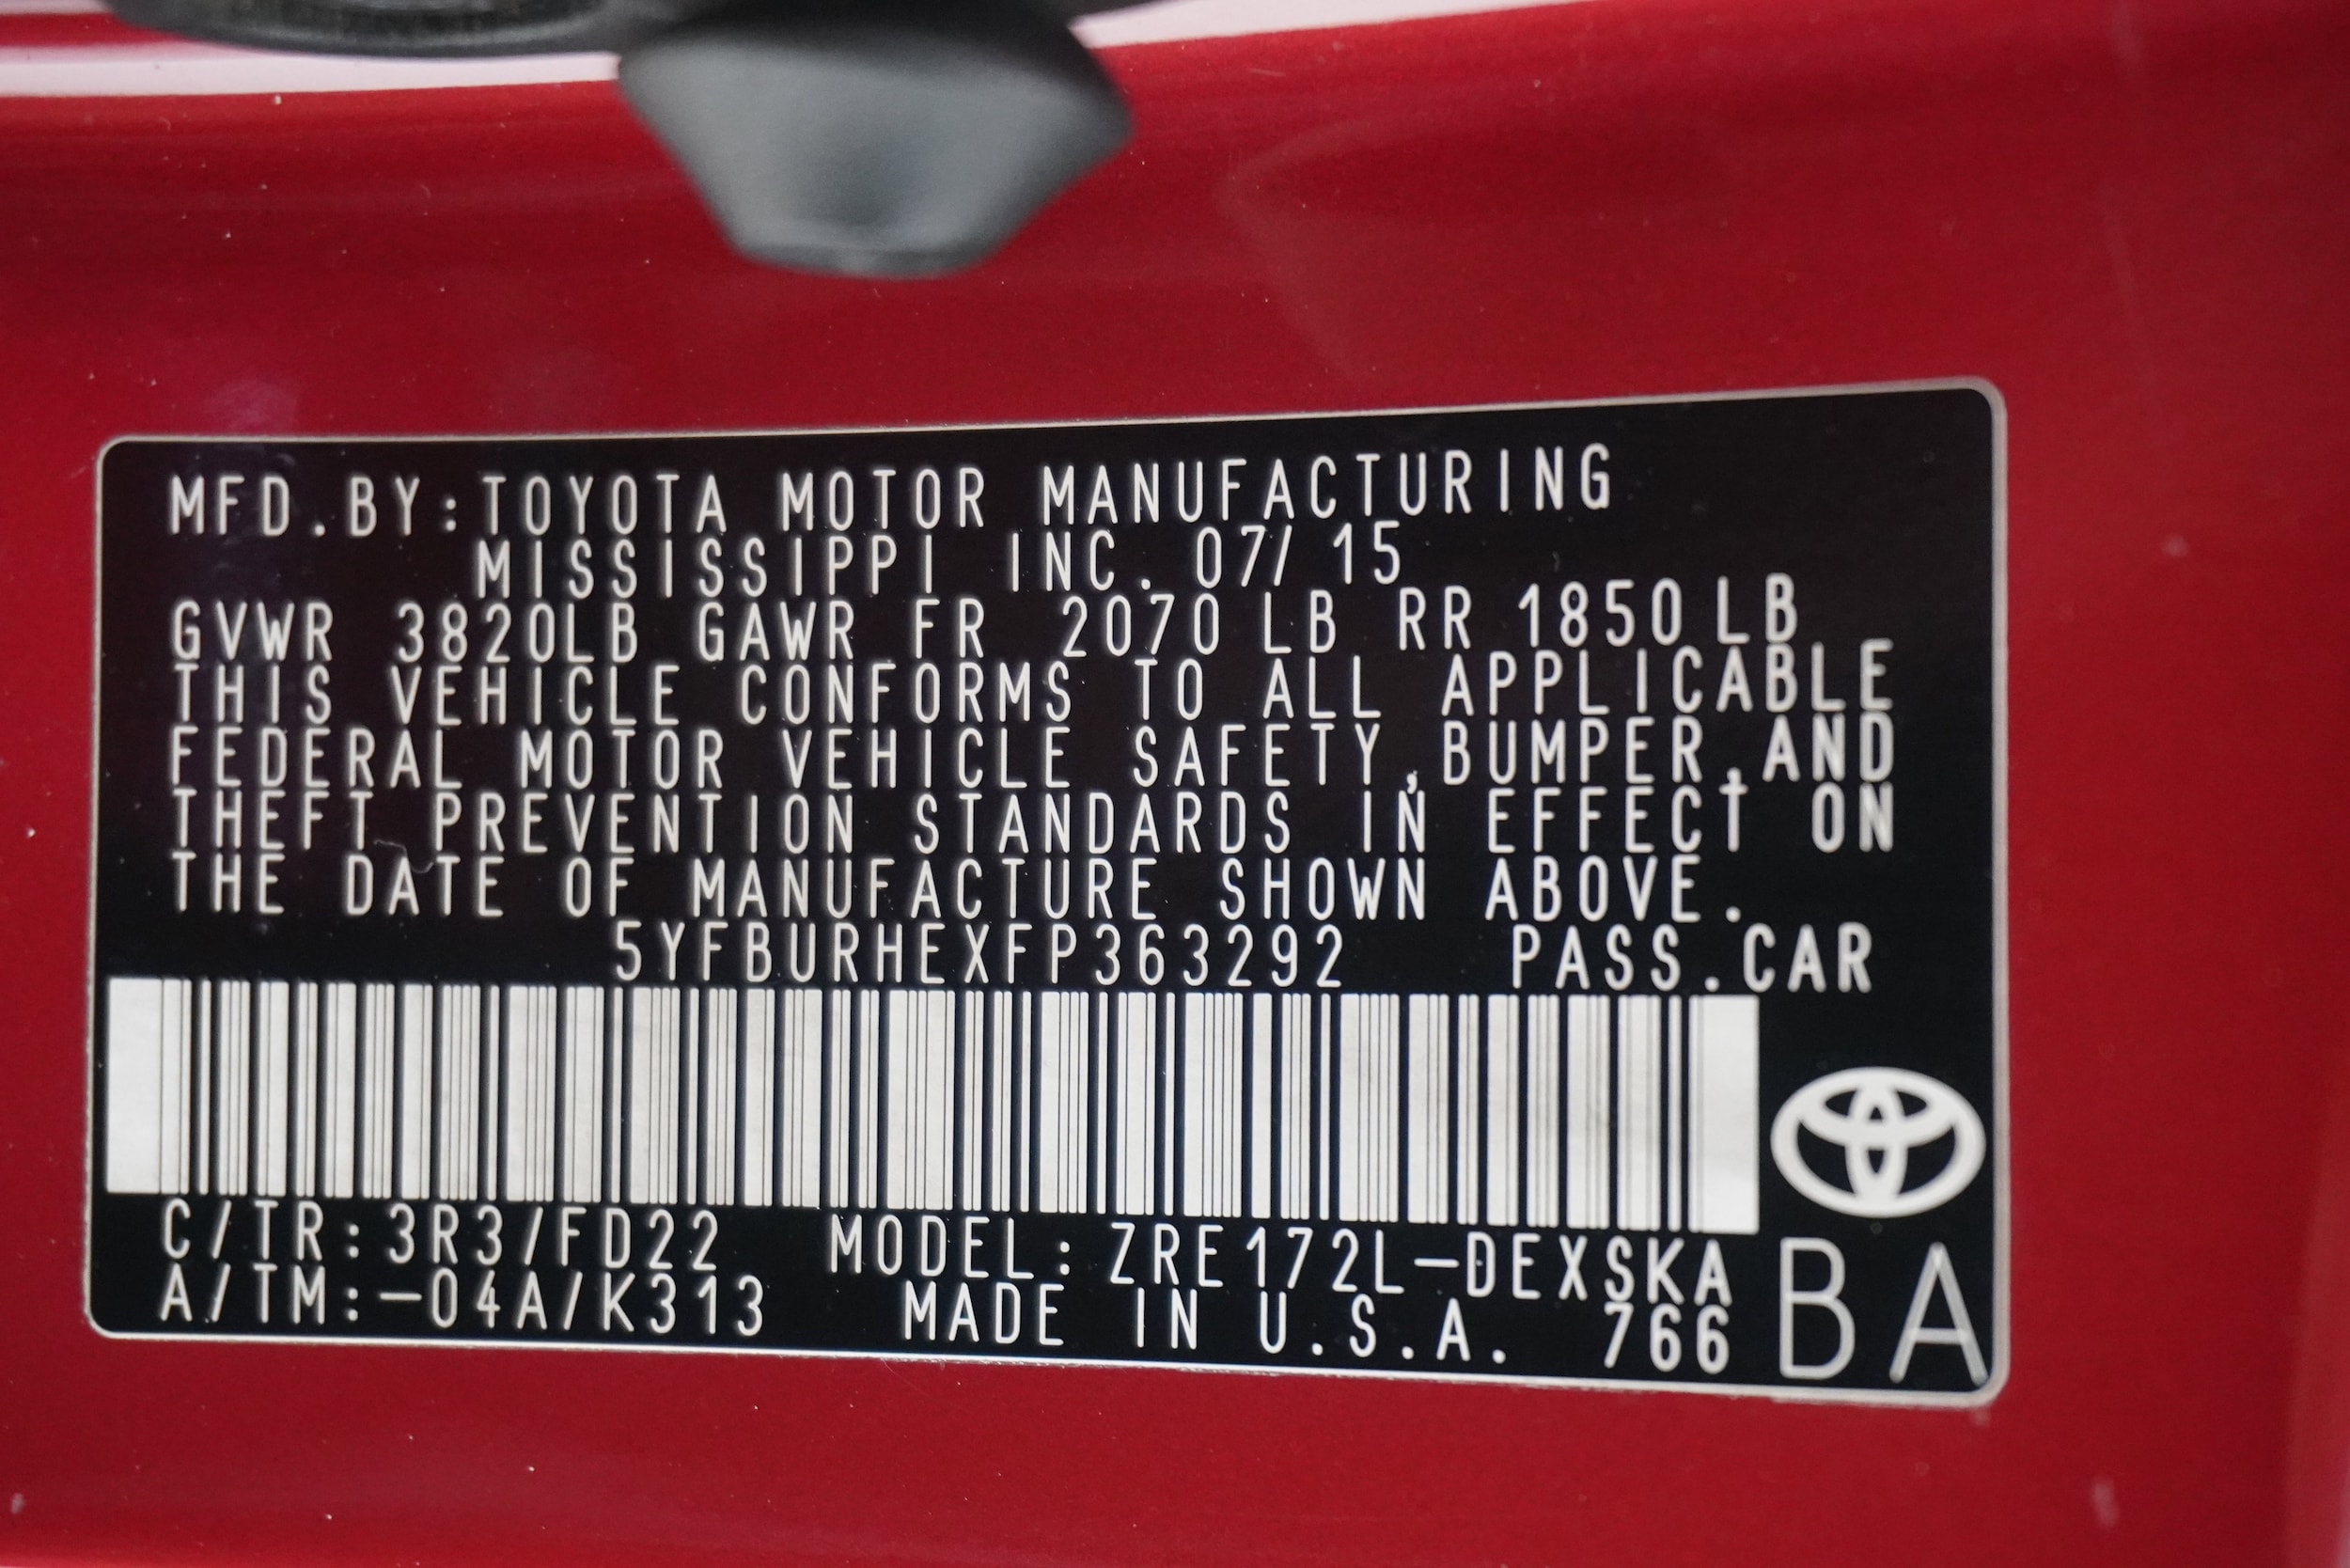 MFD.BY:TOYOTA MOTOR MANUFACTURING
MISSISSIPPI INC. 07/15
GVWR 3820LB GAWR FR 2070 LB RR 1850LB
THIS VEHICLE CONFORMS TO ALL APPLICABLE
FEDERAL MOTOR VEHICLE SAFETY,BUMPER,AND
THEFT PREVENTION STANDARDS IN EFFECT ON
THE DATE OF MANUFACTURE SHOWN ABOVE.
5YFBURHEXFP363292 PASS.CAR
C/TR:3R3/FD22 MODEL:ZRE172L-DEXSKA
A/TM:-04A/K313 MADE IN U.S.A. 766
BA